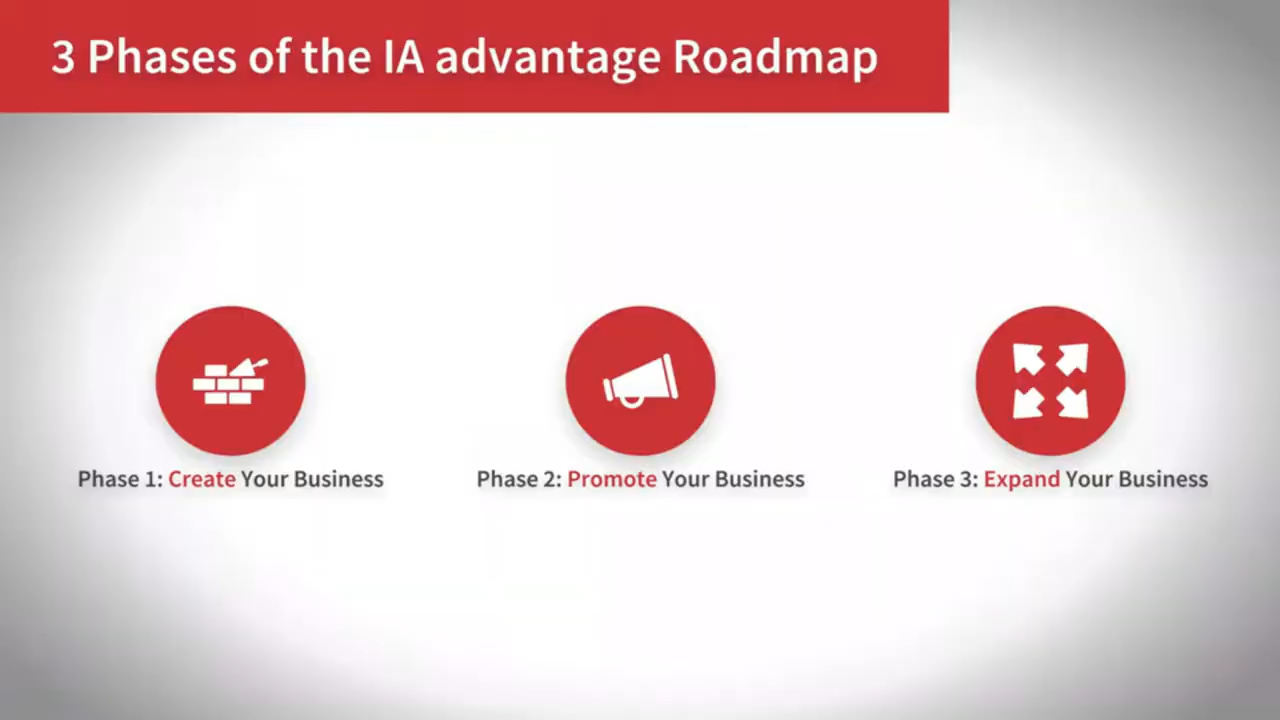 3 Phases of the IA advantage Roadmap
Phase 1: Create Your Business
Phase 2: Promote Your Business
Phase 3: Expand Your Business